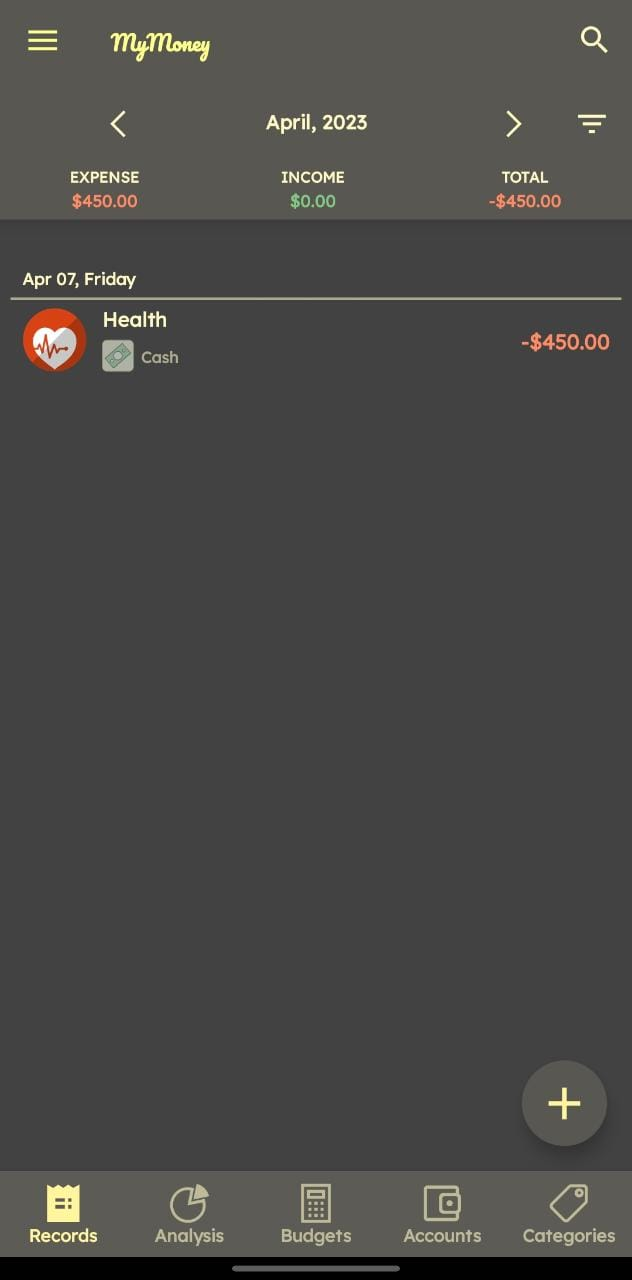 MyMoney
April, 2023
EXPENSE INCOME TOTAL
$450.00 $0.00 -$450.00
Apr 07, Friday
Health
Cash
-$450.00
Records Analysis Budgets Accounts Categories